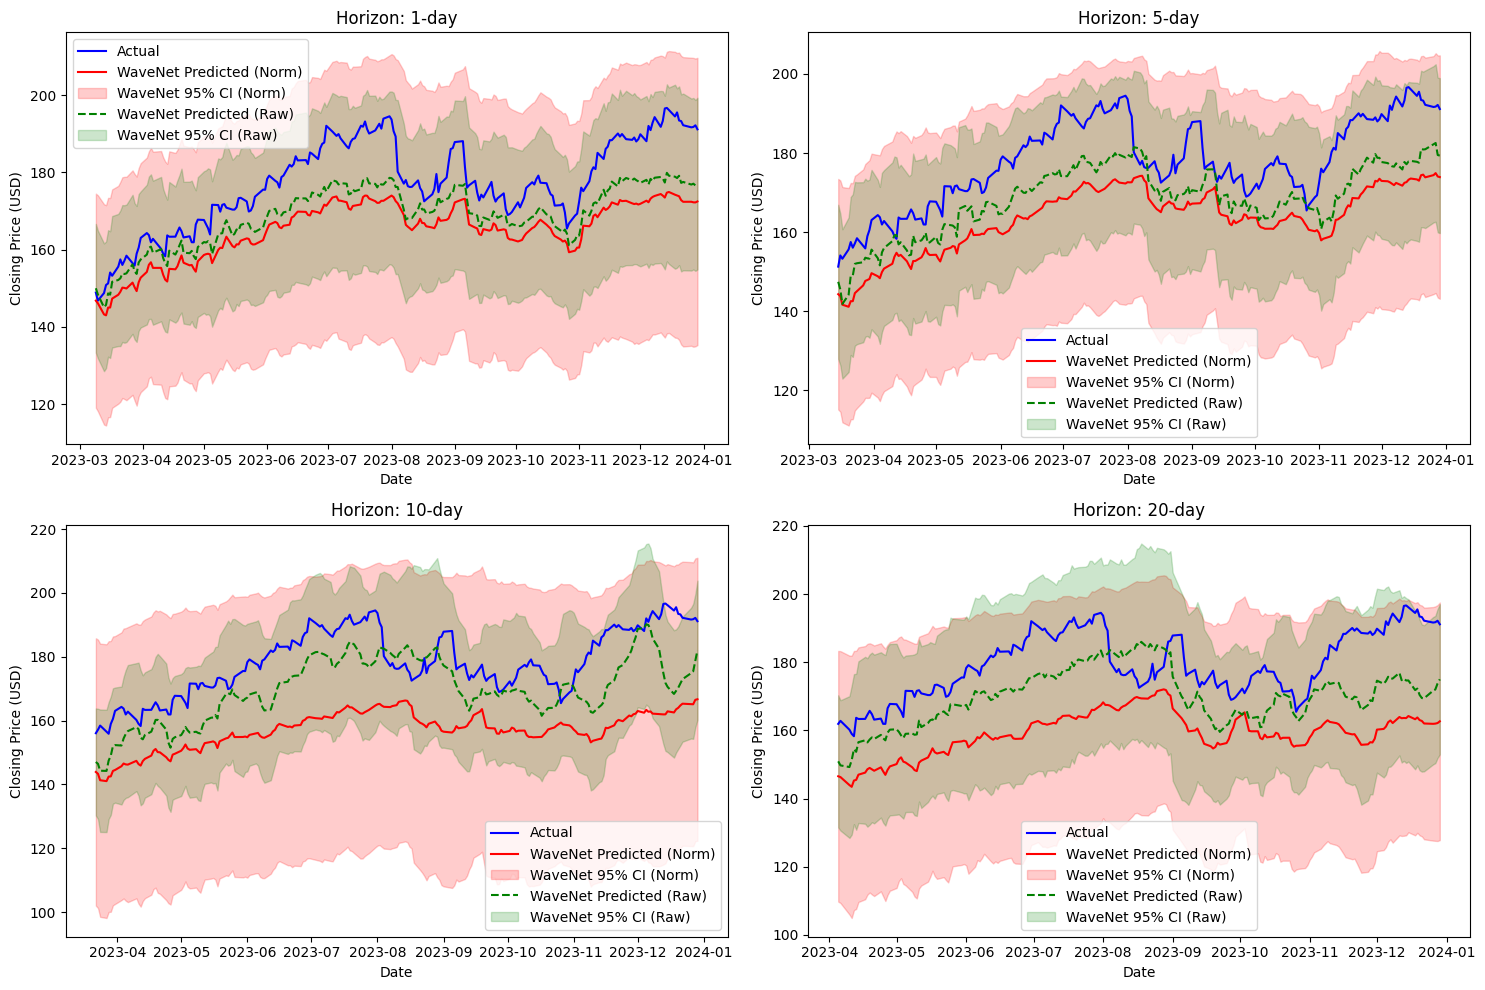 Horizon: 1-day
Closing Price (USD)
200
180
160
140
120
Actual
WaveNet Predicted (Norm)
WaveNet 95% CI (Norm)
WaveNet Predicted (Raw)
WaveNet 95% CI (Raw)
2023-03 2023-04 2023-05 2023-06 2023-07 2023-08 2023-09 2023-10 2023-11 2023-12 2024-01
Date
Horizon: 5-day
Closing Price (USD)
200
180
160
140
120
Actual
WaveNet Predicted (Norm)
WaveNet 95% CI (Norm)
WaveNet Predicted (Raw)
WaveNet 95% CI (Raw)
2023-03 2023-04 2023-05 2023-06 2023-07 2023-08 2023-09 2023-10 2023-11 2023-12 2024-01
Date
Horizon: 10-day
Closing Price (USD)
220
200
180
160
140
120
100
Actual
WaveNet Predicted (Norm)
WaveNet 95% CI (Norm)
WaveNet Predicted (Raw)
WaveNet 95% CI (Raw)
2023-04 2023-05 2023-06 2023-07 2023-08 2023-09 2023-10 2023-11 2023-12 2024-01
Date
Horizon: 20-day
Closing Price (USD)
220
200
180
160
140
120
100
Actual
WaveNet Predicted (Norm)
WaveNet 95% CI (Norm)
WaveNet Predicted (Raw)
WaveNet 95% CI (Raw)
2023-04 2023-05 2023-06 2023-07 2023-08 2023-09 2023-10 2023-11 2023-12 2024-01
Date